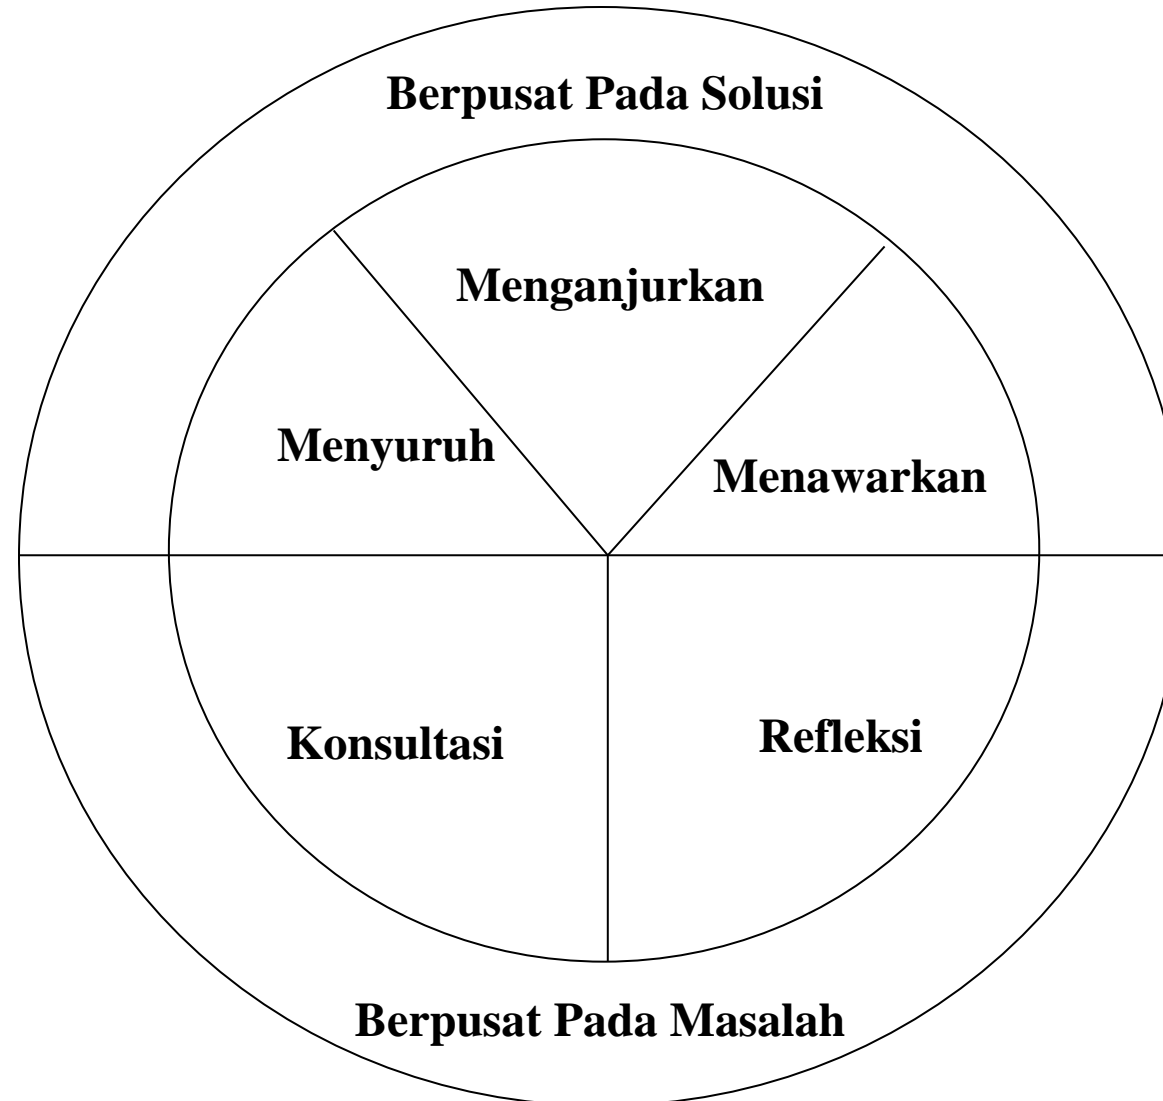 Berpusat Pada Solusi
Menganjurkan
Menyuruh
Menawarkan
Konsultasi
Refleksi
Berpusat Pada Masalah